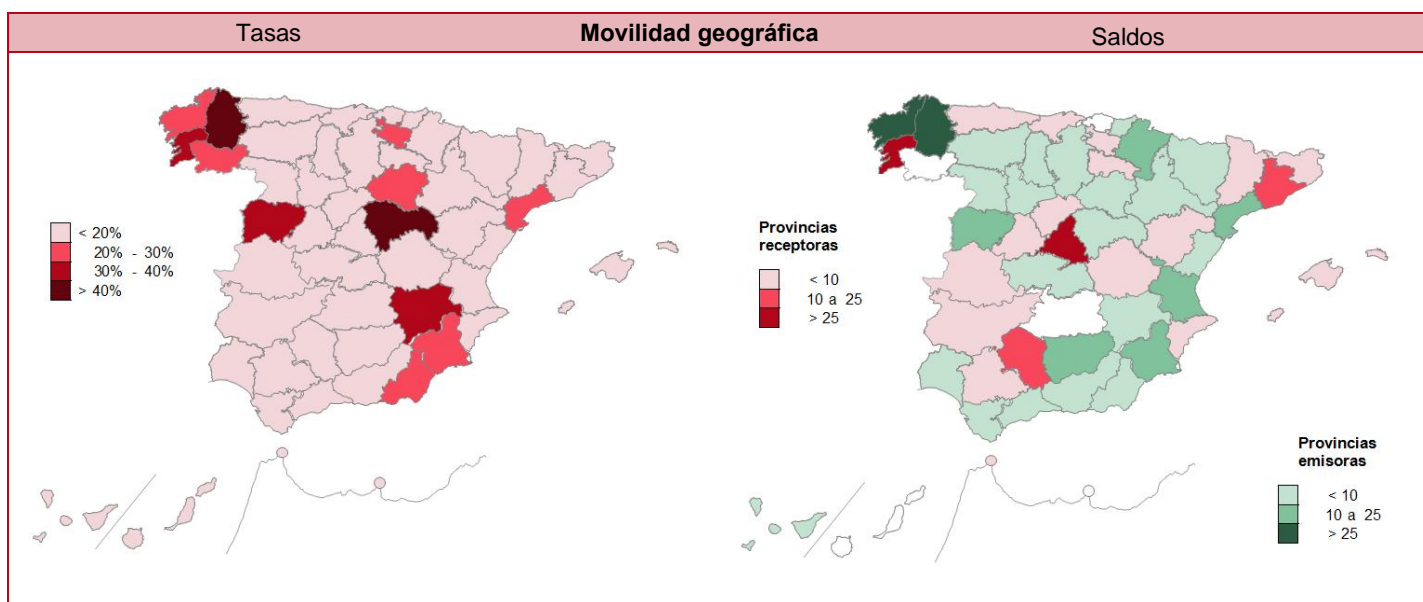 Tasas Movilidad geográfica Saldos
< 20%
20% - 30%
30% - 40%
> 40%
Provincias
receptoras
< 10
10 a 25
> 25
Provincias
emisoras
< 10
10 a 25
> 25